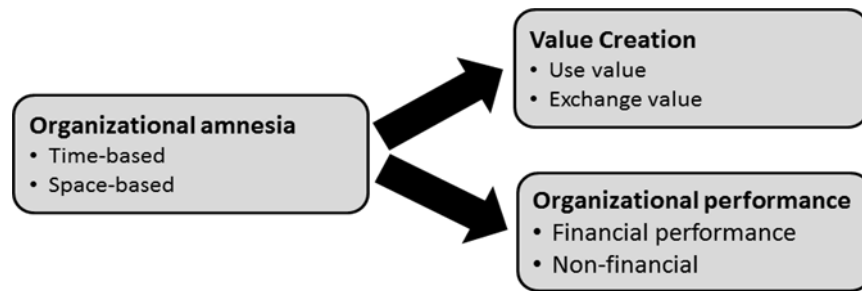 Organizational amnesia
• Time-based
• Space-based
Value Creation
• Use value
• Exchange value
Organizational performance
• Financial performance
• Non-financial